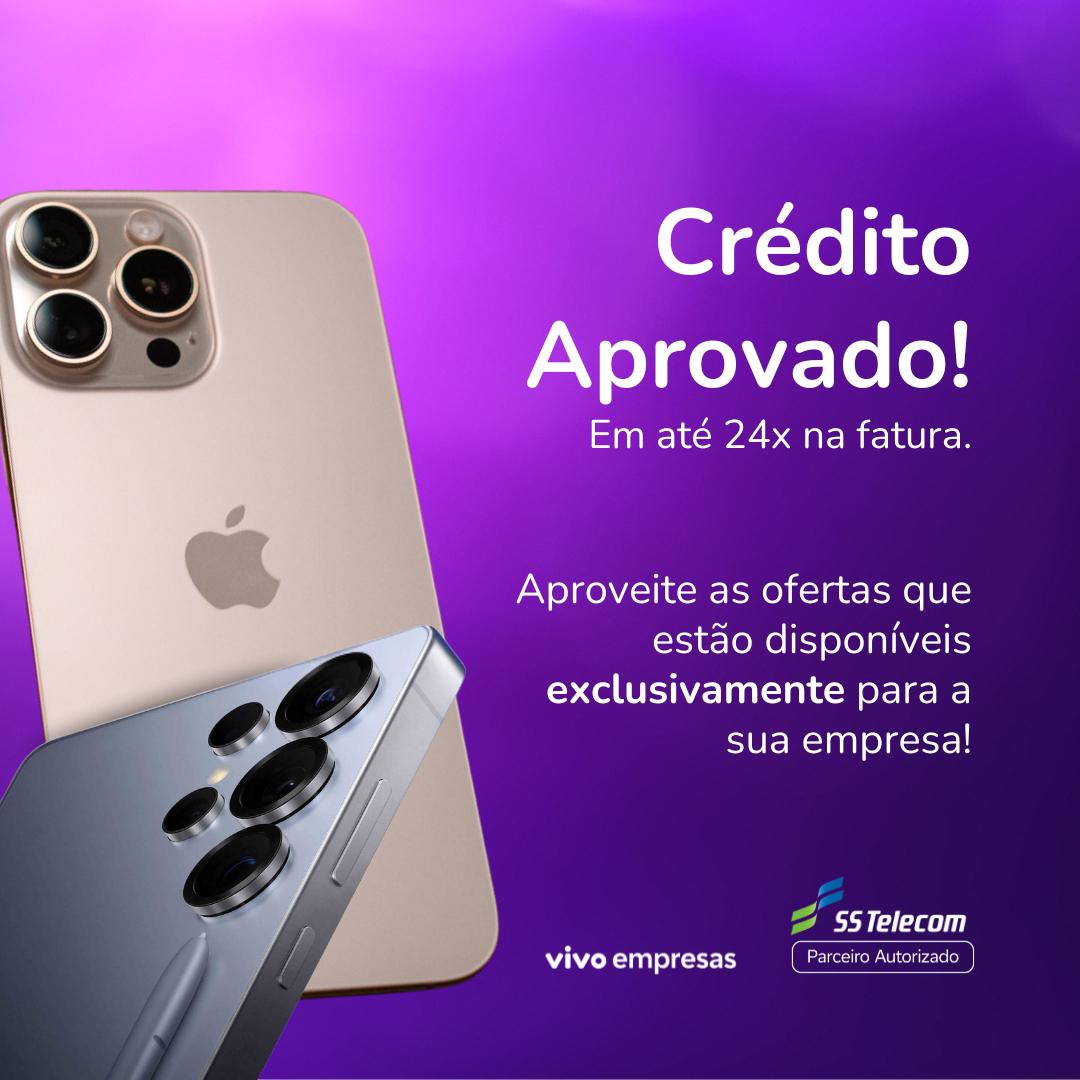 Crédito
Aprovado!
Em até 24x na fatura.
Aproveite as ofertas que
estão disponíveis
exclusivamente para a
sua empresa!
vivo empresas
SS Telecom
Parceiro Autorizado